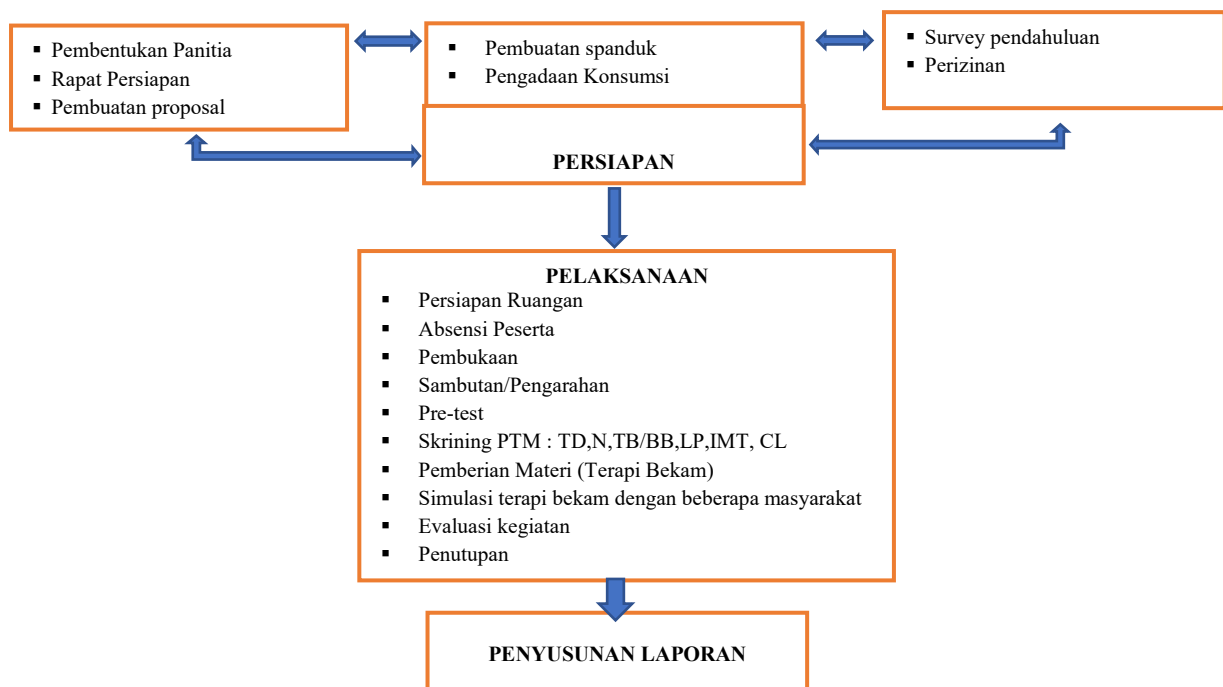 ▪ Pembentukan Panitia
▪ Rapat Persiapan
▪ Pembuatan proposal
▪ Pembuatan spanduk
▪ Pengadaan Konsumsi
▪ Survey pendahuluan
▪ Perizinan
PERSIAPAN
PELAKSANAAN
▪ Persiapan Ruangan
▪ Absensi Peserta
▪ Pembukaan
▪ Sambutan/Pengarahan
▪ Pre-test
▪ Skrining PTM : TD,N,TB/BB,LP,IMT, CL
▪ Pemberian Materi (Terapi Bekam)
▪ Simulasi terapi bekam dengan beberapa masyarakat
▪ Evaluasi kegiatan
▪ Penutupan
PENYUSUNAN LAPORAN